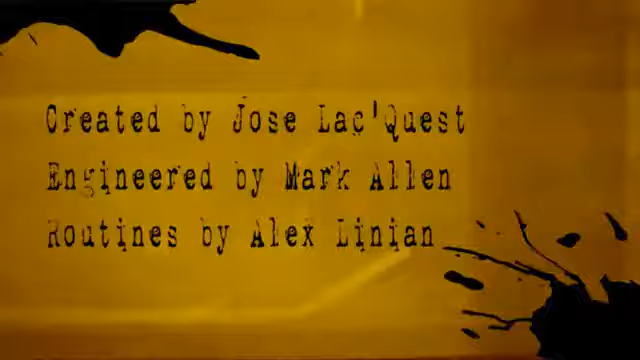 Created by Jose Lac'Quest
Engineered by Mark Allen
Routines by Alex Linian